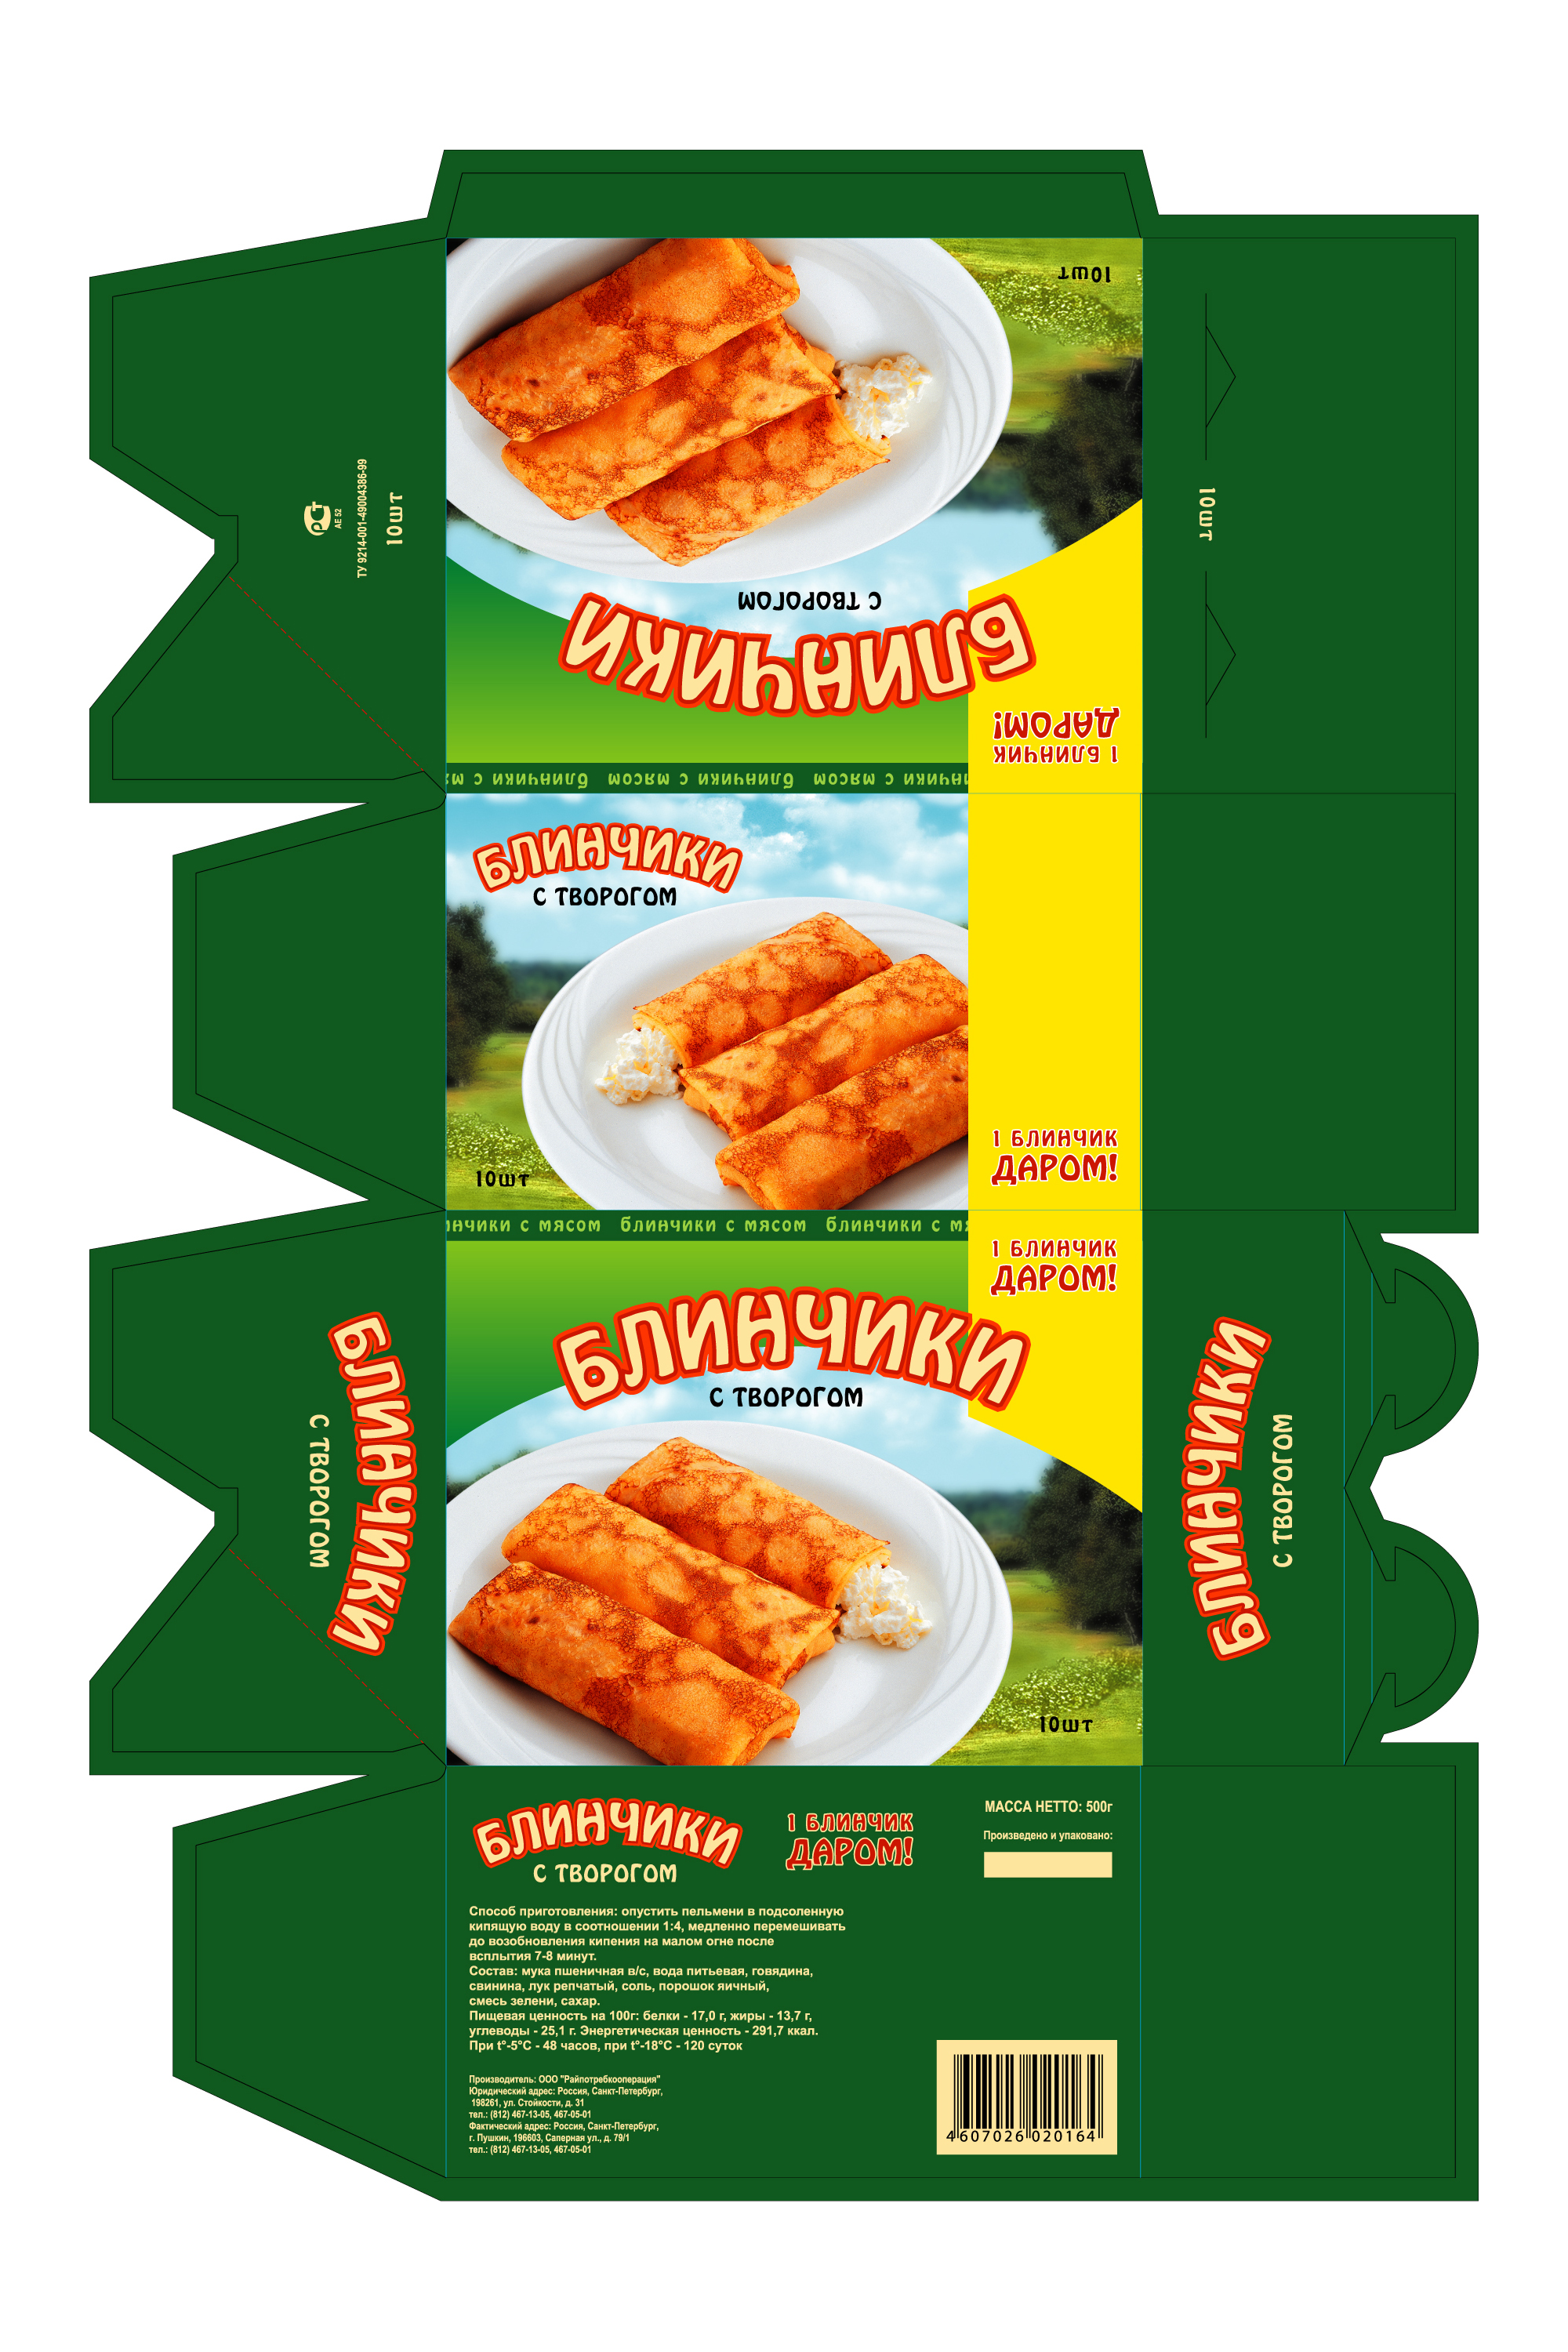 10шт
С ТВОРОГОМ
БЛИНЧИКИ
1 БЛИНЧИК
ДАРОМ!
блинчики с мясом блинчики с мясом
РСТ
АЕ 52
ТУ 9214-001-49004386-99
10шт
10шт
БЛИНЧИКИ
С ТВОРОГОМ
10шт
1 БЛИНЧИК
ДАРОМ!
нчики с мясом блинчики с мясом блинчики с мя
1 БЛИНЧИК
ДАРОМ!
БЛИНЧИКИ
С ТВОРОГОМ
10шт
БЛИНЧИКИ
С ТВОРОГОМ
БЛИНЧИКИ
С ТВОРОГОМ
БЛИНЧИКИ
С ТВОРОГОМ
1 БЛИНЧИК
ДАРОМ!
МАССА НЕТТО: 500г
Произведено и упаковано:
Способ приготовления: опустить пельмени в подсоленную
кипящую воду в соотношении 1:4, медленно перемешивать
до возобновления кипения на малом огне после
всплытия 7-8 минут.
Состав: мука пшеничная в/с, вода питьевая, говядина,
свинина, лук репчатый, соль, порошок яичный,
смесь зелени, сахар.
Пищевая ценность на 100г: белки - 17,0 г, жиры - 13,7 г,
углеводы - 25,1 г. Энергетическая ценность - 291,7 ккал.
При t°-5°С - 48 часов, при t°-18°С - 120 суток
Производитель: ООО "Райпотребкооперация"
Юридический адрес: Россия, Санкт-Петербург,
198261, ул. Стойкости, д. 31
тел.: (812) 467-13-05, 467-05-01
Фактический адрес: Россия, Санкт-Петербург,
г. Пушкин, 196603, Саперная ул., д. 79/1
тел.: (812) 467-13-05, 467-05-01
4 607026 020164